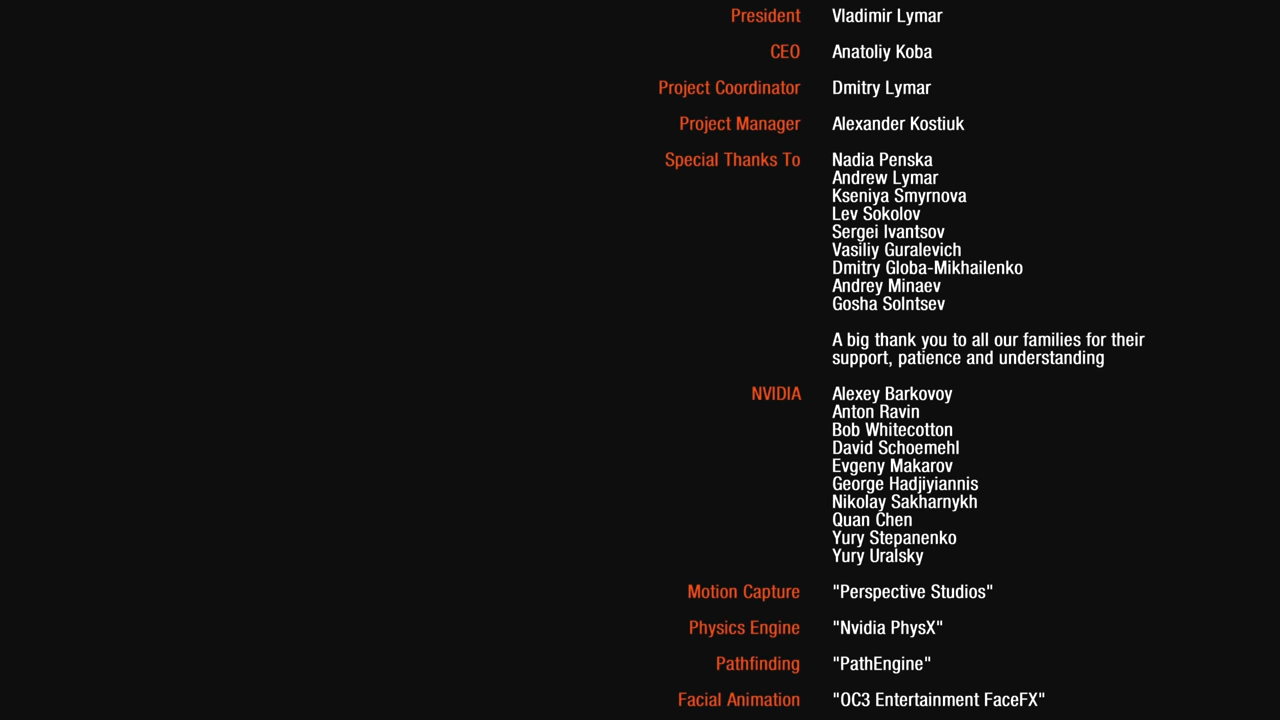 President Vladimir Lymar
CEO Anatoliy Koba
Project Coordinator Dmitry Lymar
Project Manager Alexander Kostiuk
Special Thanks To Nadia Penska
Andrew Lymar
Kseniya Smyrnova
Lev Sokolov
Sergei Ivantsov
Vasiliy Guralevich
Dmitry Globa-Mikhailenko
Andrey Minaev
Gosha Solntsev
A big thank you to all our families for their
support, patience and understanding
NVIDIA Alexey Barkovoy
Anton Ravin
Bob Whitecotton
David Schoemehl
Evgeny Makarov
George Hadjiyiannis
Nikolay Sakharnykh
Quan Chen
Yury Stepanenko
Yury Uralsky
Motion Capture "Perspective Studios"
Physics Engine "Nvidia PhysX"
Pathfinding "PathEngine"
Facial Animation "OC3 Entertainment FaceFX"